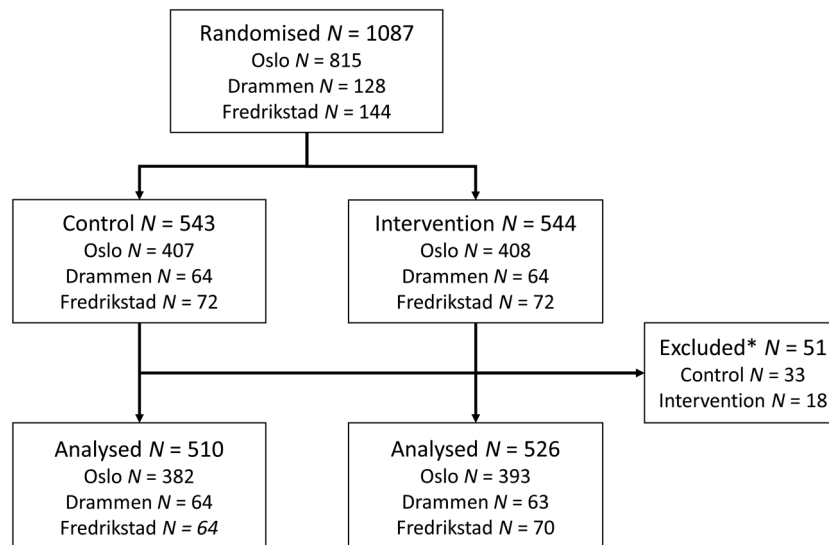 Randomised N = 1087
Oslo N = 815
Drammen N = 128
Fredrikstad N = 144
Control N = 543
Oslo N = 407
Drammen N = 64
Fredrikstad N = 72
Intervention N = 544
Oslo N = 408
Drammen N = 64
Fredrikstad N = 72
Excluded* N = 51
Control N = 33
Intervention N = 18
Analysed N = 510
Oslo N = 382
Drammen N = 64
Fredrikstad N = 64
Analysed N = 526
Oslo N = 393
Drammen N = 63
Fredrikstad N = 70